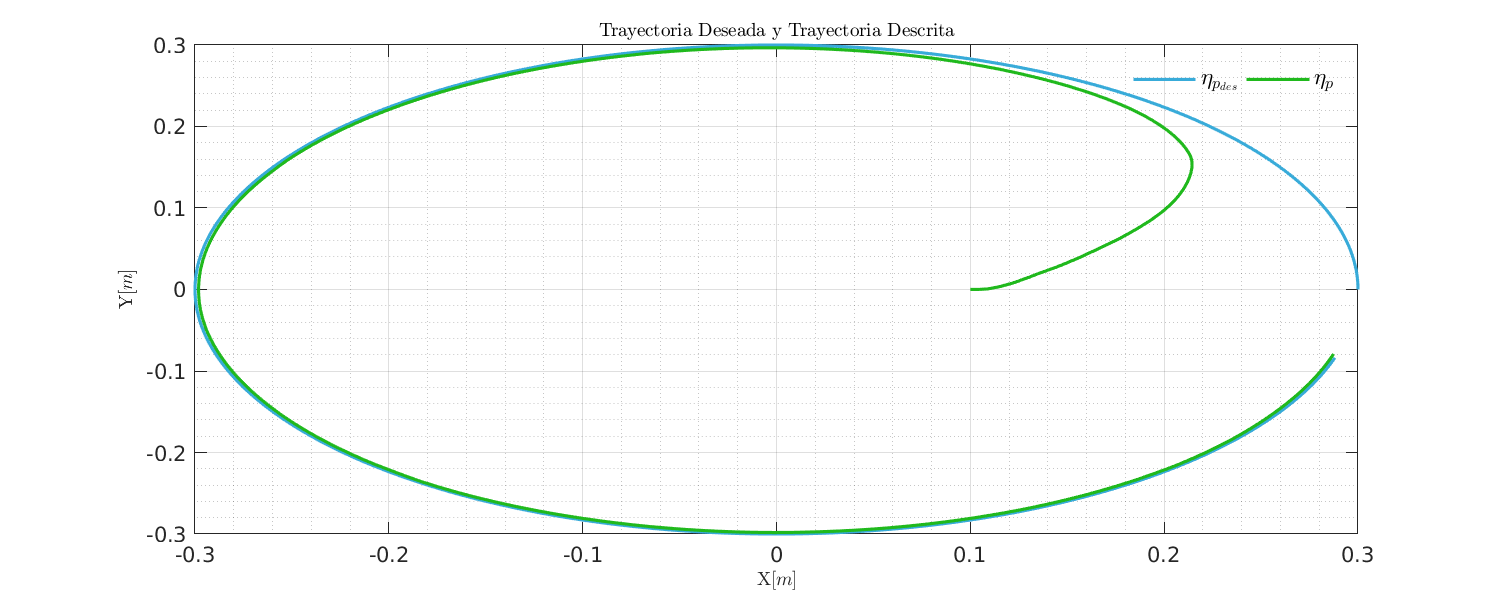 Trayectoria Deseada y Trayectoria Descrita
0.3
η_{p_{des}} η_p
0.2
0.1
0
Y[m]
-0.1
-0.2
-0.3
-0.3 -0.2 -0.1 0 0.1 0.2 0.3
X[m]